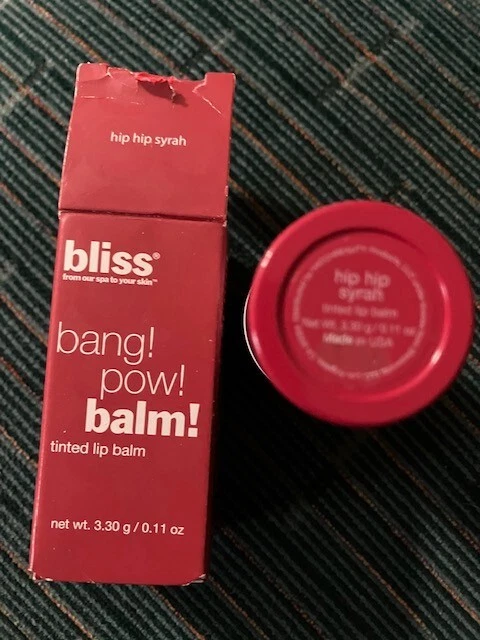 hip hip syrah
bliss®
from our spa to your skin™
bang!
pow!
balm!
tinted lip balm
net wt. 3.30 g / 0.11 oz
hip hip
syrah
tinted lip balm
Net wt. 3.30 g / 0.11 oz
Made in USA